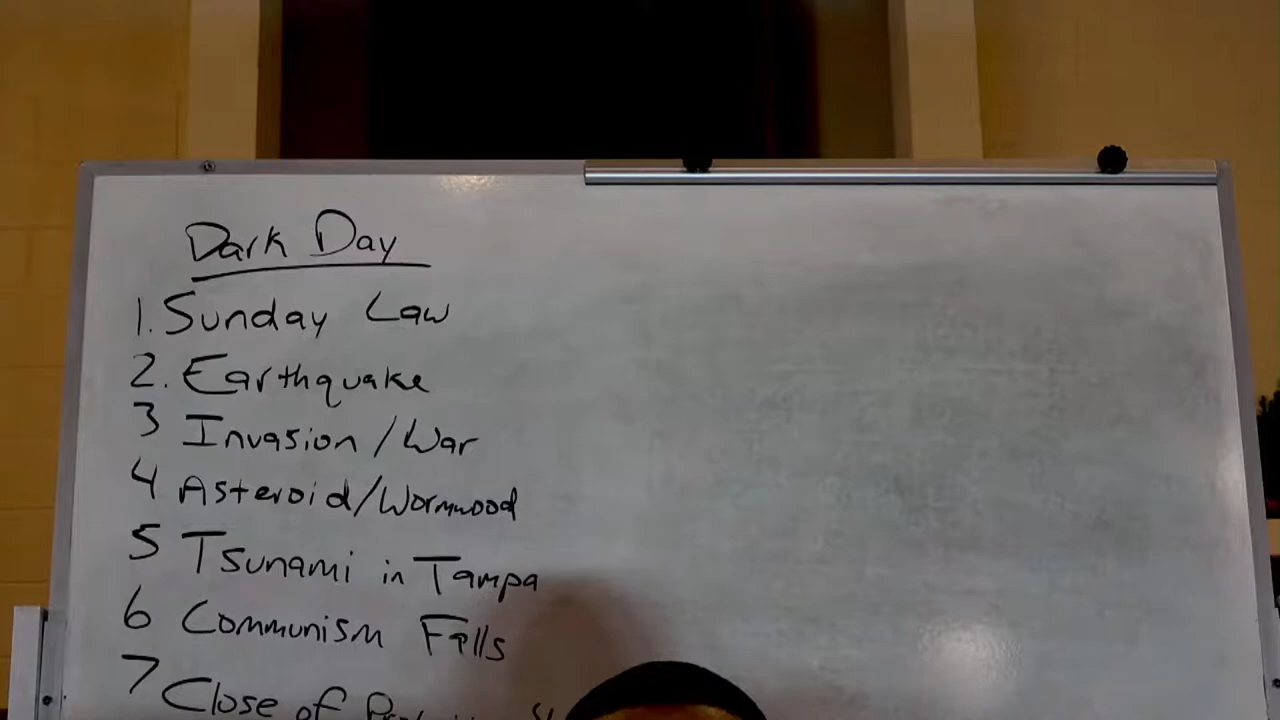 Dark Day
1. Sunday Law
2. Earthquake
3 Invasion / War
4 Asteroid/Wormwood
5 Tsunami in Tampa
6 Communism Falls
7 Close of